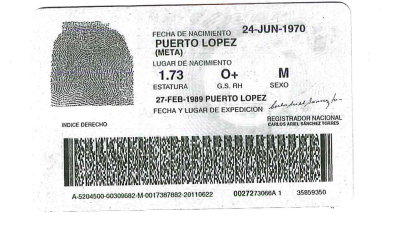 FECHA DE NACIMIENTO 24-JUN-1970
PUERTO LOPEZ
(META)
LUGAR DE NACIMIENTO
1.73 O+ M
ESTATURA G.S. RH SEXO
27-FEB-1989 PUERTO LOPEZ
FECHA Y LUGAR DE EXPEDICION
REGISTRADOR NACIONAL
CARLOS ARIEL SÁNCHEZ TORRES
INDICE DERECHO
A-5204500-00309682-M-0017387882-20110622 0027273066A 1 35859350